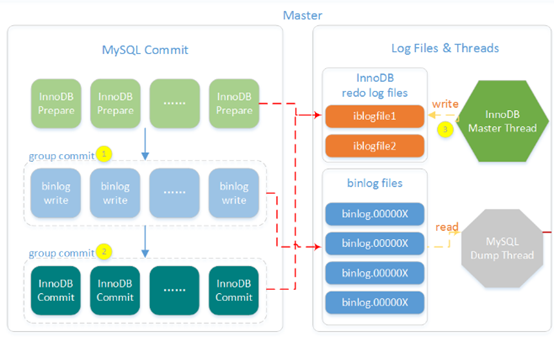 Master
MySQL Commit
InnoDB
Prepare
InnoDB
Prepare
......
InnoDB
Prepare
group commit 1
binlog
write
binlog
write
......
binlog
write
group commit 2
InnoDB
Commit
InnoDB
Commit
......
InnoDB
Commit
Log Files & Threads
InnoDB
redo log files
iblogfile1
iblogfile2
write
3
InnoDB
Master Thread
binlog files
binlog.00000X
binlog.00000X
binlog.00000X
binlog.00000X
read
MySQL
Dump Thread